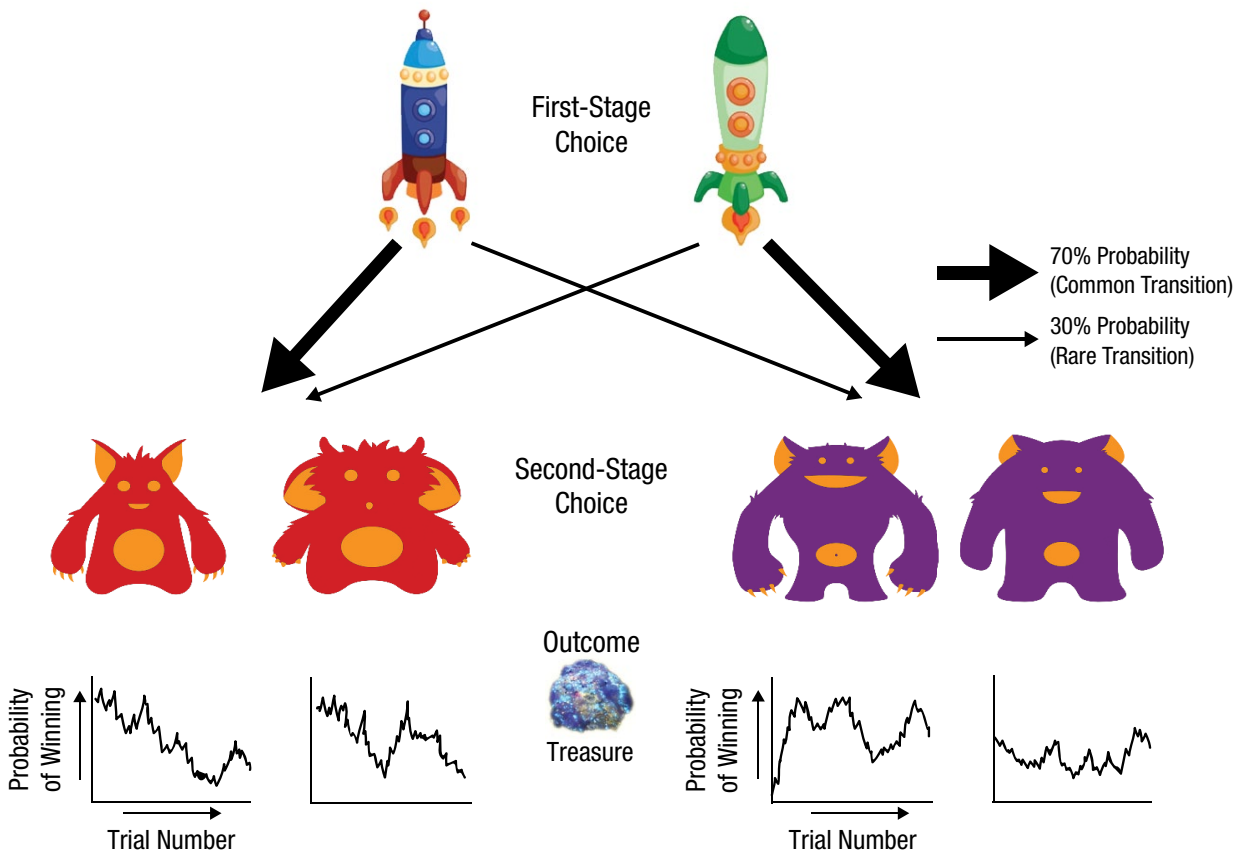 First-Stage
Choice
70% Probability
(Common Transition)
30% Probability
(Rare Transition)
Second-Stage
Choice
Outcome
Treasure
Probability
of Winning
Trial Number
Probability
of Winning
Trial Number